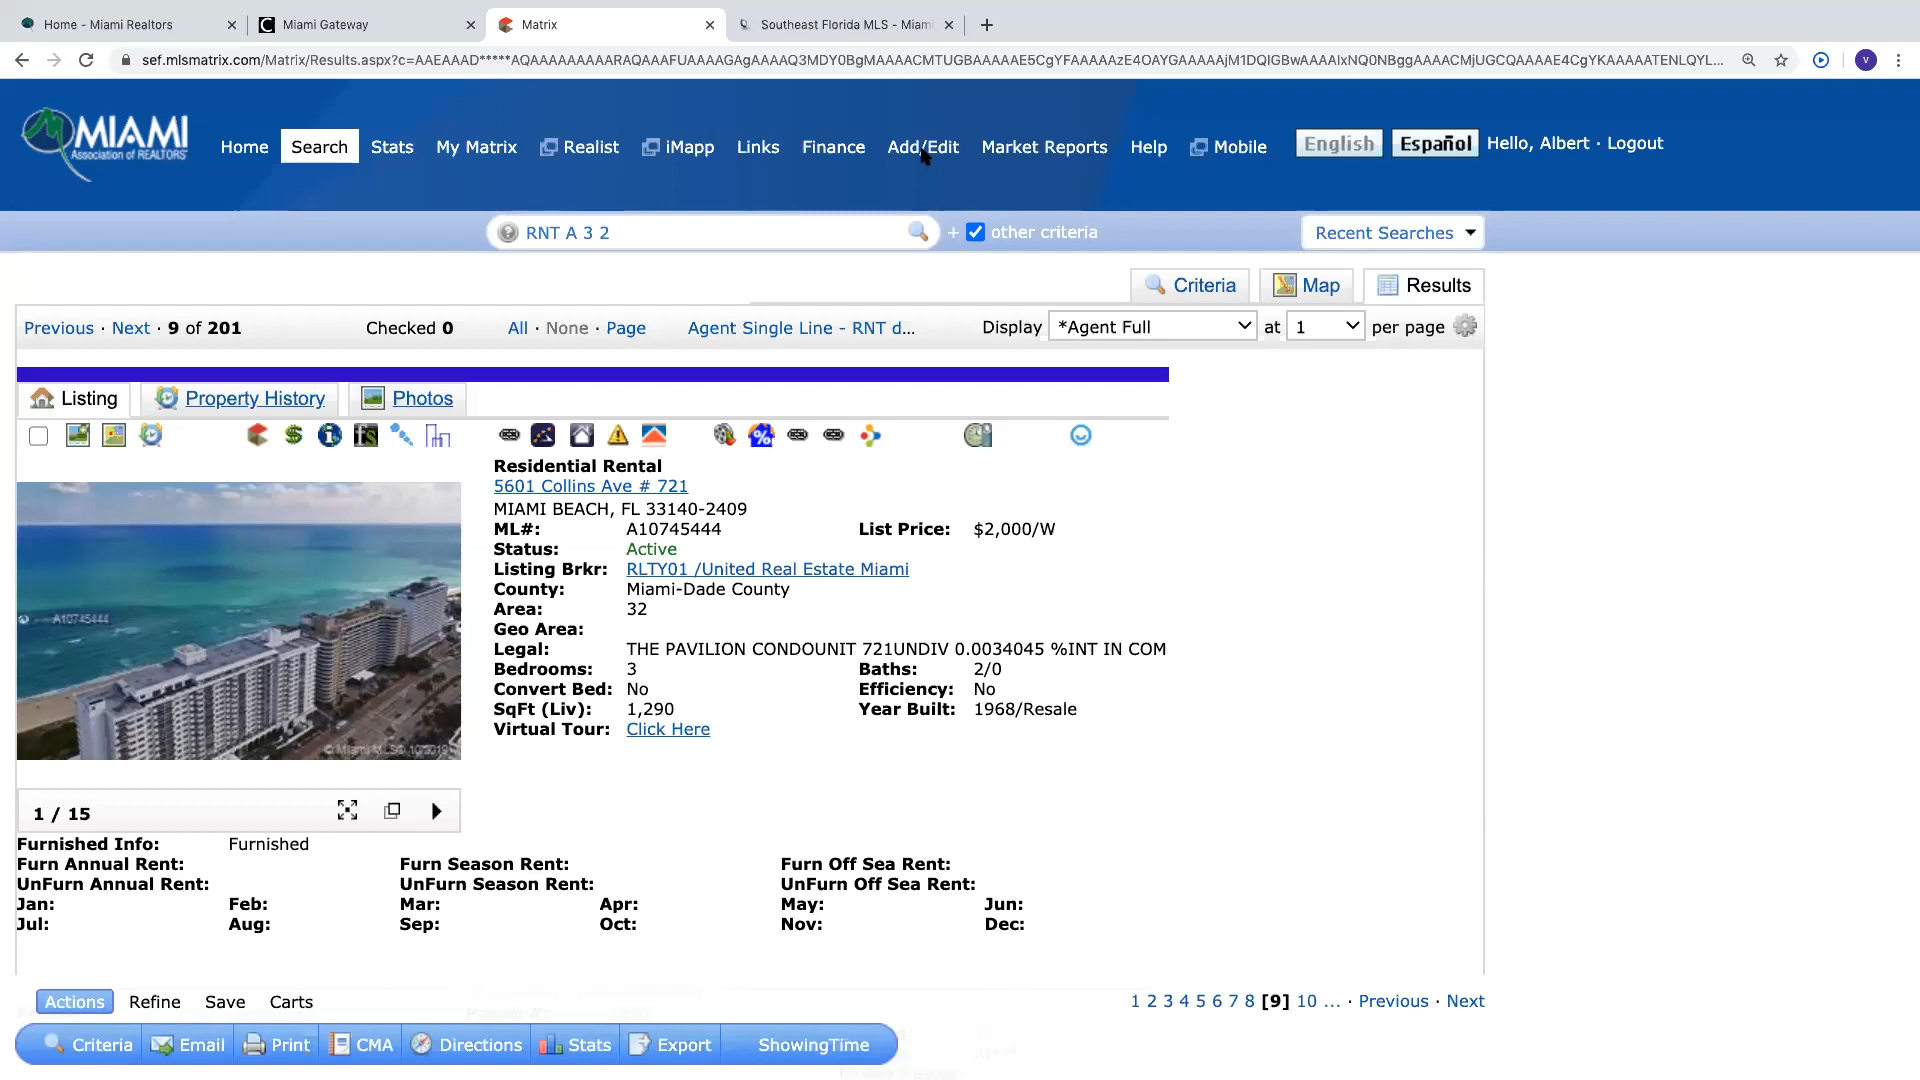 Home - Miami Realtors
Miami Gateway
Matrix
Southeast Florida MLS - Miami
sef.mlsmatrix.com/Matrix/Results.aspx?c=AAEAAAD*****AQAAAAAAAAARAQAAAFUAAAAGAgAAAAQ3MDY0BgMAAAACMTUGBAAAAAE5CgYFAAAAAzE4OAYGAAAAAjM1DQIGBwAAAAIxNQ0NBggAAAACMjUGCQAAAAE4CgYKAAAAATENLQYL...
v
MIAMI
Association of REALTORS®
Home
Search
Stats
My Matrix
Realist
iMapp
Links
Finance
Add/Edit
Market Reports
Help
Mobile
English
Español
Hello, Albert · Logout
RNT A 3 2
+ other criteria
Recent Searches
Criteria
Map
Results
Previous · Next · 9 of 201
Checked 0
All · None · Page
Agent Single Line - RNT d...
Display *Agent Full at 1 per page
Listing
Property History
Photos
Residential Rental
5601 Collins Ave # 721
MIAMI BEACH, FL 33140-2409
ML#: A10745444 List Price: $2,000/W
Status: Active
Listing Brkr: RLTY01 /United Real Estate Miami
County: Miami-Dade County
Area: 32
Geo Area:
Legal: THE PAVILION CONDOUNIT 721UNDIV 0.0034045 %INT IN COM
Bedrooms: 3 Baths: 2/0
Convert Bed: No Efficiency: No
SqFt (Liv): 1,290 Year Built: 1968/Resale
Virtual Tour: Click Here
A10745444
© Miami MLS© 10/2019
1 / 15
Furnished Info: Furnished
Furn Annual Rent: Furn Season Rent: Furn Off Sea Rent:
UnFurn Annual Rent: UnFurn Season Rent: UnFurn Off Sea Rent:
Jan: Feb: Mar: Apr: May: Jun:
Jul: Aug: Sep: Oct: Nov: Dec:
Actions Refine Save Carts
1 2 3 4 5 6 7 8 [9] 10 ... · Previous · Next
Criteria Email Print CMA Directions Stats Export ShowingTime